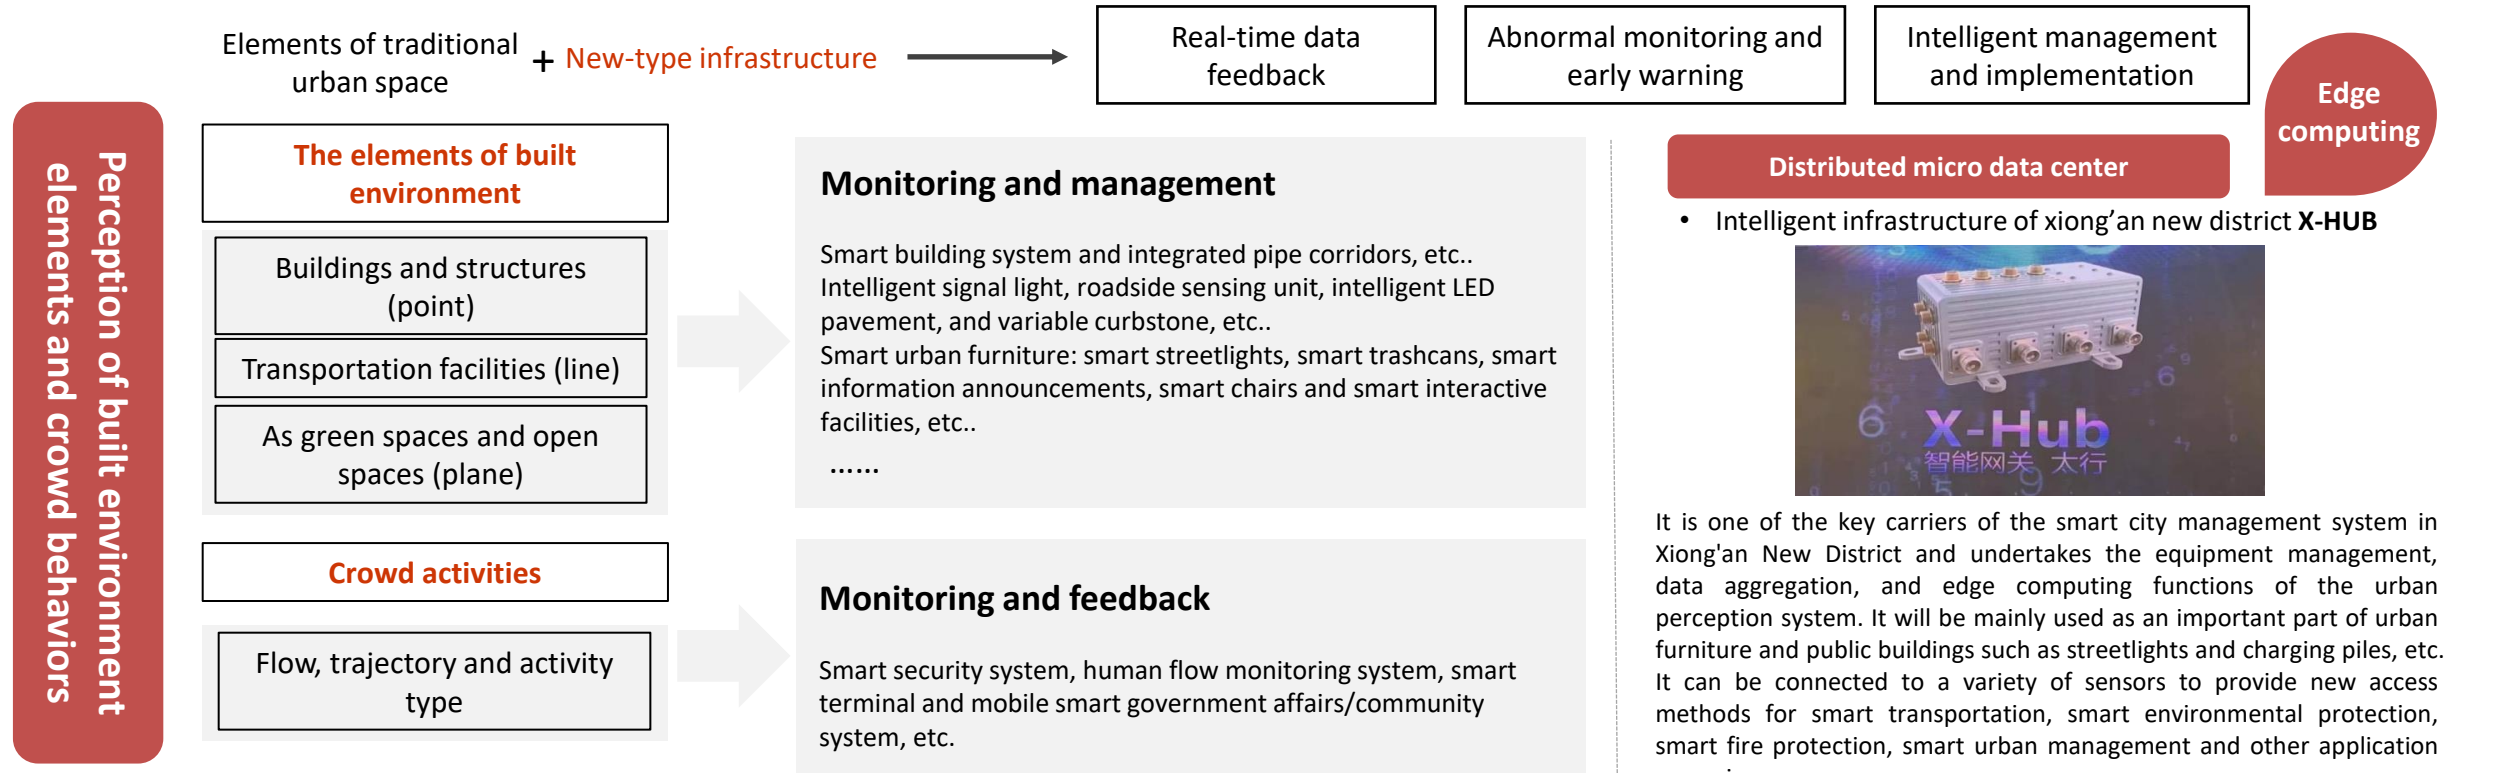 Elements of traditional
urban space
+
New-type infrastructure
Real-time data
feedback
Abnormal monitoring and
early warning
Intelligent management
and implementation
Edge
computing
Perception of built environment
elements and crowd behaviors
The elements of built
environment
Buildings and structures
(point)
Transportation facilities (line)
As green spaces and open
spaces (plane)
Crowd activities
Flow, trajectory and activity
type
Monitoring and management
Smart building system and integrated pipe corridors, etc..
Intelligent signal light, roadside sensing unit, intelligent LED
pavement, and variable curbstone, etc..
Smart urban furniture: smart streetlights, smart trashcans, smart
information announcements, smart chairs and smart interactive
facilities, etc..
......
Monitoring and feedback
Smart security system, human flow monitoring system, smart
terminal and mobile smart government affairs/community
system, etc.
Distributed micro data center
• Intelligent infrastructure of xiong’an new district X-HUB
X-Hub
智能网关 太行
It is one of the key carriers of the smart city management system in
Xiong'an New District and undertakes the equipment management,
data aggregation, and edge computing functions of the urban
perception system. It will be mainly used as an important part of urban
furniture and public buildings such as streetlights and charging piles, etc.
It can be connected to a variety of sensors to provide new access
methods for smart transportation, smart environmental protection,
smart fire protection, smart urban management and other application